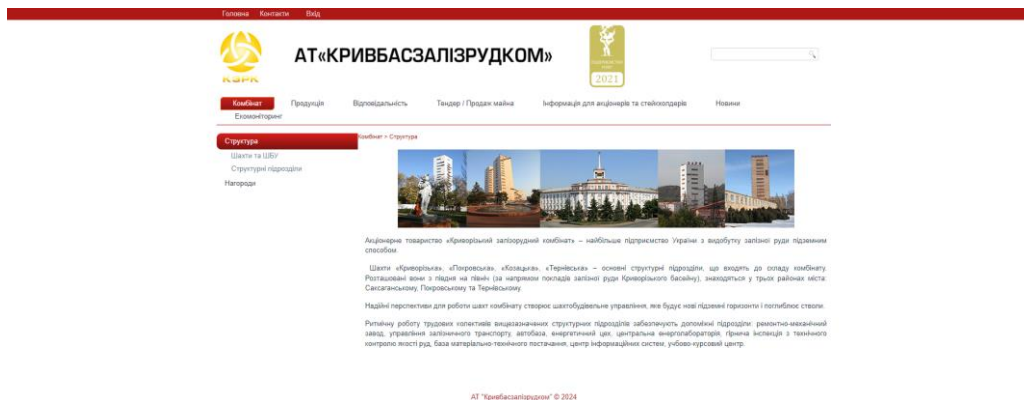 Головна Контакти Вхід
КЗРК
АТ«КРИВБАСЗАЛІЗРУДКОМ»
2021
Комбінат Продукція Відповідальність Тендер / Продаж майна Інформація для акціонерів та стейкхолдерів Новини
Екомоніторинг
Структура
Шахти та ШБУ
Структурні підрозділи
Нагороди
Комбінат > Структура
Акціонерне товариство «Криворізький залізорудний комбінат» – найбільше підприємство України з видобутку залізної руди підземним
способом.
Шахти «Криворізька», «Покровська», «Козацька», «Тернівська» – основні структурні підрозділи, що входять до складу комбінату.
Розташовані вони з півдня на північ (за напрямом покладів залізної руди Криворізького басейну), знаходяться у трьох районах міста:
Саксаганському, Покровському та Тернівському.
Надійні перспективи для роботи шахт комбінату створює шахтобудівельне управління, яке будує нові підземні горизонти і поглиблює стволи.
Ритмічну роботу трудових колективів вищезазначених структурних підрозділів забезпечують допоміжні підрозділи: ремонтно-механічний
завод, управління залізничного транспорту, автобаза, енергетичний цех, центральна енерголабораторія, гірнича інспекція з технічного
контролю якості руд, база матеріально-технічного постачання, центр інформаційних систем, учбово-курсовий центр.
АТ "Кривбасзалізрудком" © 2024